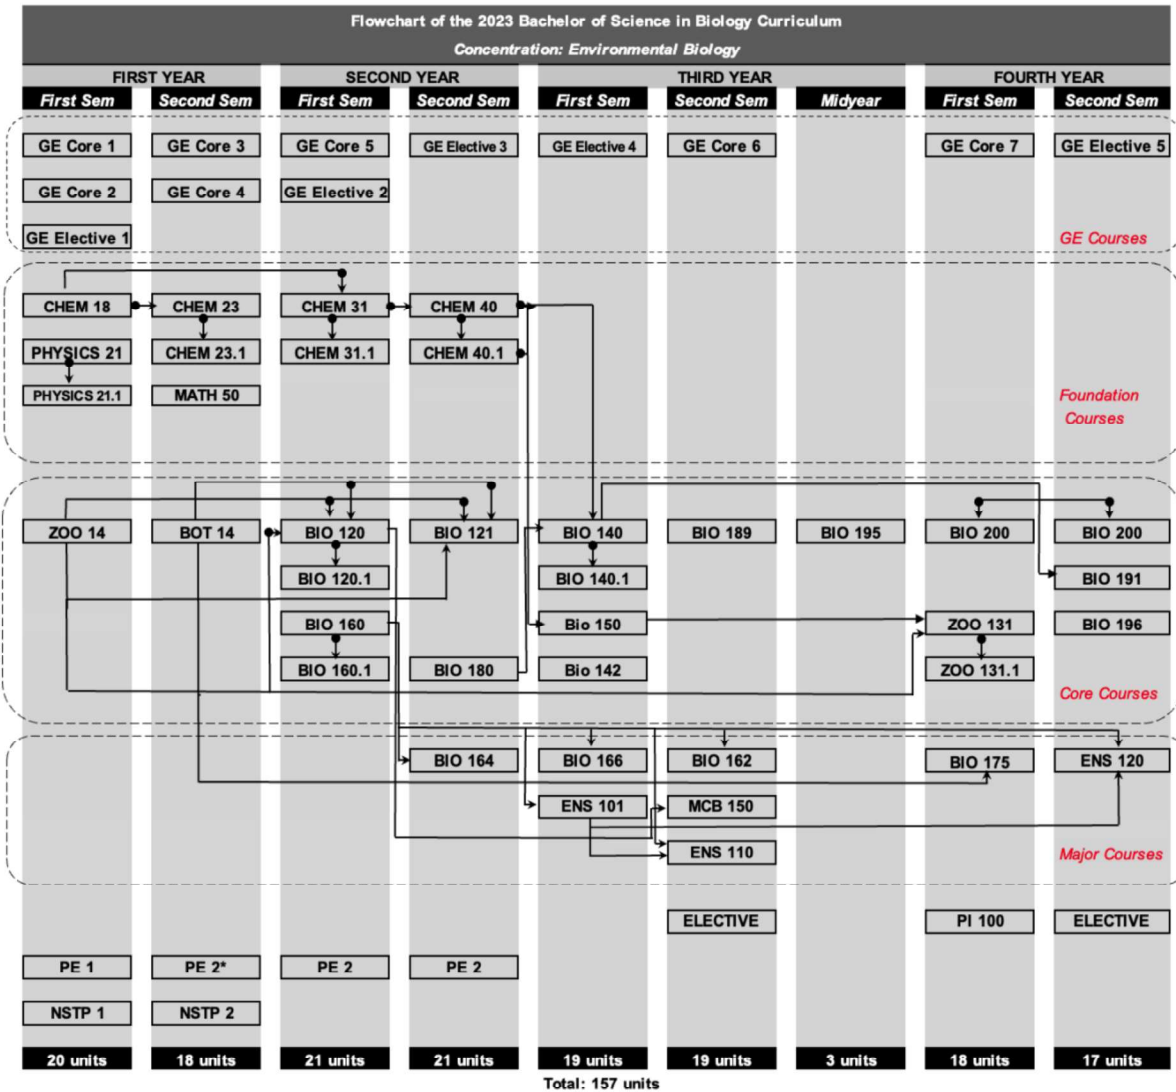 Flowchart of the 2023 Bachelor of Science in Biology Curriculum
Concentration: Environmental Biology
FIRST YEAR SECOND YEAR THIRD YEAR FOURTH YEAR
First Sem Second Sem First Sem Second Sem First Sem Second Sem Midyear First Sem Second Sem
GE Core 1 GE Core 3 GE Core 5 GE Elective 3 GE Elective 4 GE Core 6 GE Core 7 GE Elective 5
GE Core 2 GE Core 4 GE Elective 2
GE Elective 1 GE Courses
CHEM 18 CHEM 23 CHEM 31 CHEM 40
PHYSICS 21 CHEM 23.1 CHEM 31.1 CHEM 40.1
PHYSICS 21.1 MATH 50 Foundation
Courses
ZOO 14 BOT 14 BIO 120 BIO 121 BIO 140 BIO 189 BIO 195 BIO 200 BIO 200
BIO 120.1 BIO 140.1 BIO 191
BIO 160 Bio 150 ZOO 131 BIO 196
BIO 160.1 BIO 180 Bio 142 ZOO 131.1
Core Courses
BIO 164 BIO 166 BIO 162 BIO 175 ENS 120
ENS 101 MCB 150
ENS 110 Major Courses
ELECTIVE PI 100 ELECTIVE
PE 1 PE 2* PE 2 PE 2
NSTP 1 NSTP 2
20 units 18 units 21 units 21 units 19 units 19 units 3 units 18 units 17 units
Total: 157 units